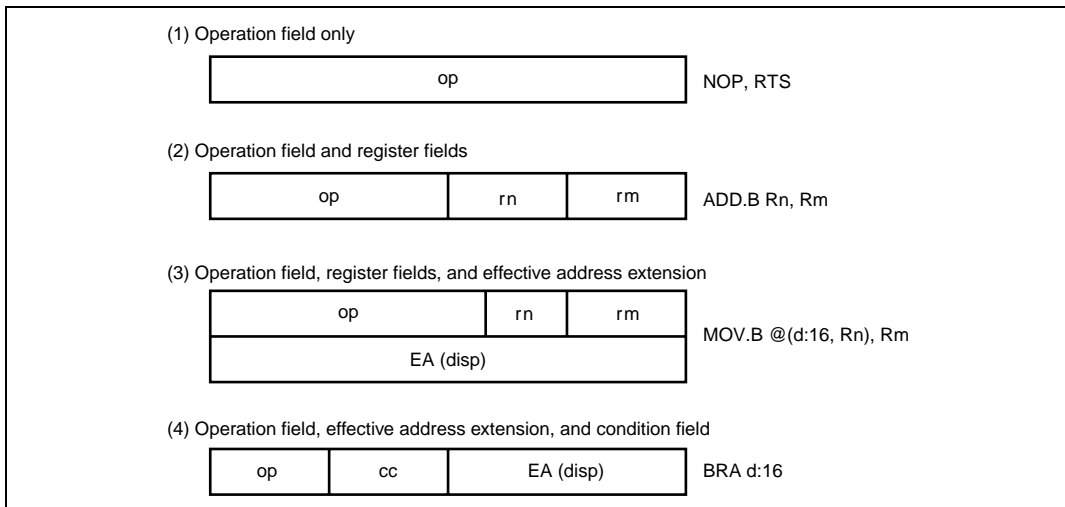 (1) Operation field only
op
NOP, RTS
(2) Operation field and register fields
op rn rm
ADD.B Rn, Rm
(3) Operation field, register fields, and effective address extension
op rn rm
MOV.B @(d:16, Rn), Rm
EA (disp)
(4) Operation field, effective address extension, and condition field
op cc EA (disp)
BRA d:16